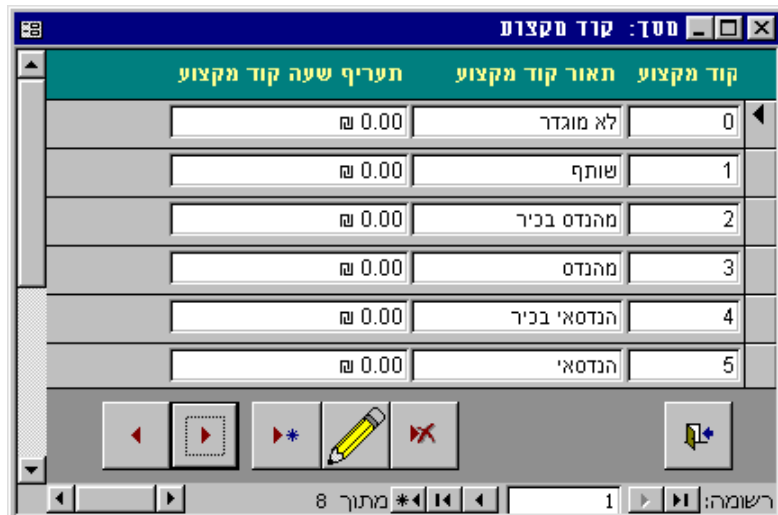 מסך: קוד מקצוע
קוד מקצוע תאור קוד מקצוע תעריף שעה קוד מקצוע
0 לא מוגדר 0.00 ₪
1 שותף 0.00 ₪
2 מהנדס בכיר 0.00 ₪
3 מהנדס 0.00 ₪
4 הנדסאי בכיר 0.00 ₪
5 הנדסאי 0.00 ₪
רשומה: 1 מתוך 8